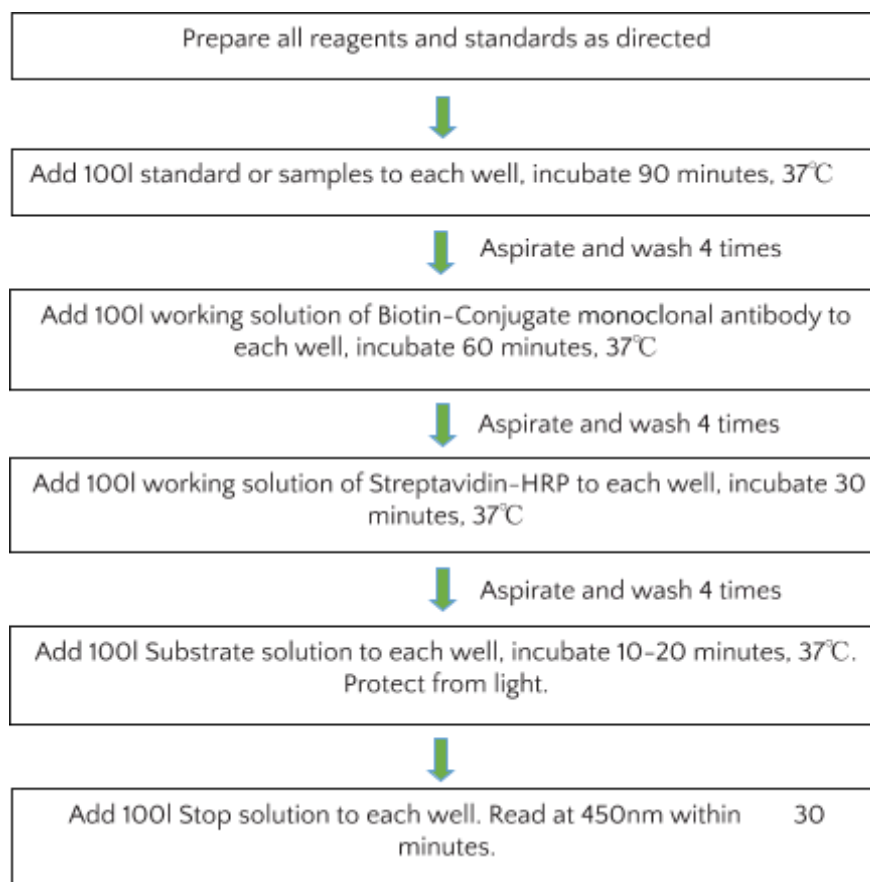 Prepare all reagents and standards as directed
Add 100l standard or samples to each well, incubate 90 minutes, 37℃
Aspirate and wash 4 times
Add 100l working solution of Biotin-Conjugate monoclonal antibody to
each well, incubate 60 minutes, 37℃
Aspirate and wash 4 times
Add 100l working solution of Streptavidin-HRP to each well, incubate 30
minutes, 37℃
Aspirate and wash 4 times
Add 100l Substrate solution to each well, incubate 10-20 minutes, 37℃.
Protect from light.
Add 100l Stop solution to each well. Read at 450nm within 30
minutes.